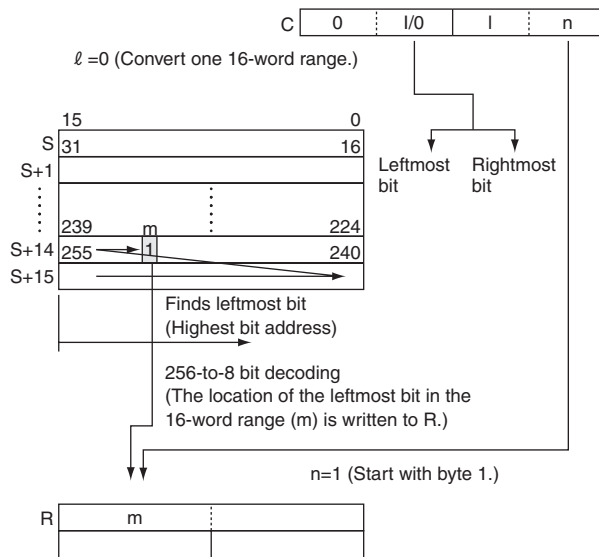 C 0 l/0 l n
ℓ =0 (Convert one 16-word range.)
15 0
S 31 16
S+1
Leftmost bit
Rightmost bit
239 m 224
S+14 255 1 240
S+15
Finds leftmost bit
(Highest bit address)
256-to-8 bit decoding
(The location of the leftmost bit in the
16-word range (m) is written to R.)
n=1 (Start with byte 1.)
R m